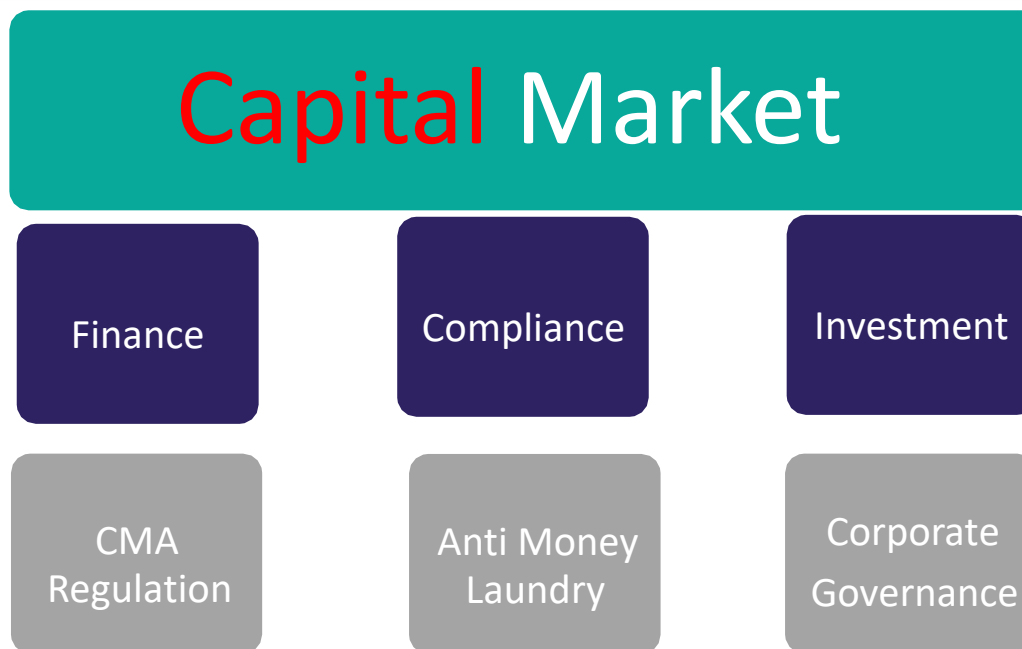 Capital Market
Finance
Compliance
Investment
CMA
Regulation
Anti Money
Laundry
Corporate
Governance